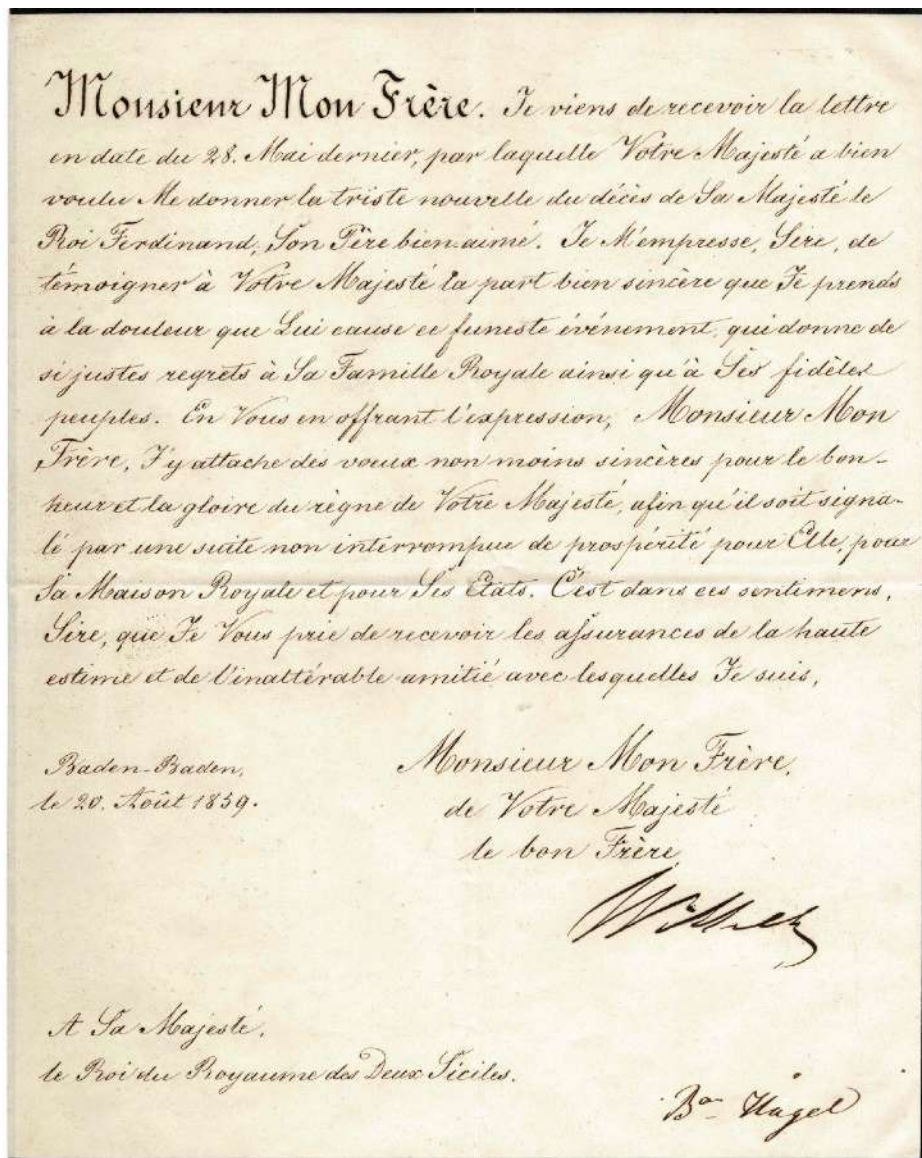 Monsieur Mon Frère. Je viens de recevoir la lettre
en date du 28. Mai dernier, par laquelle Votre Majesté a bien
voulu Me donner la triste nouvelle du décès de Sa Majesté le
Roi Ferdinand, Son Père bien-aimé. Je M'empresse, Sire, de
témoigner à Votre Majesté la part bien sincère que Je prends
à la douleur que Lui cause ce funeste événement, qui donne de
si justes regrets à Sa Famille Royale ainsi qu'à Ses fidèles
peuples. En Vous en offrant l'expression, Monsieur Mon
Frère, J'y attache des voeux non moins sincères pour le bon-
heur et la gloire du règne de Votre Majesté, afin qu'il soit signa-
lé par une suite non interrompue de prospérité pour Elle, pour
Sa Maison Royale et pour Ses Etats. C'est dans ces sentimens,
Sire, que Je Vous prie de recevoir les assurances de la haute
estime et de l'inaltérable amitié avec lesquelles Je suis,
Monsieur Mon Frère,
Baden-Baden,
le 20. Août 1859.
de Votre Majesté
le bon Frère
A Sa Majesté,
le Roi du Royaume des Deux Siciles.
Bon Hügel